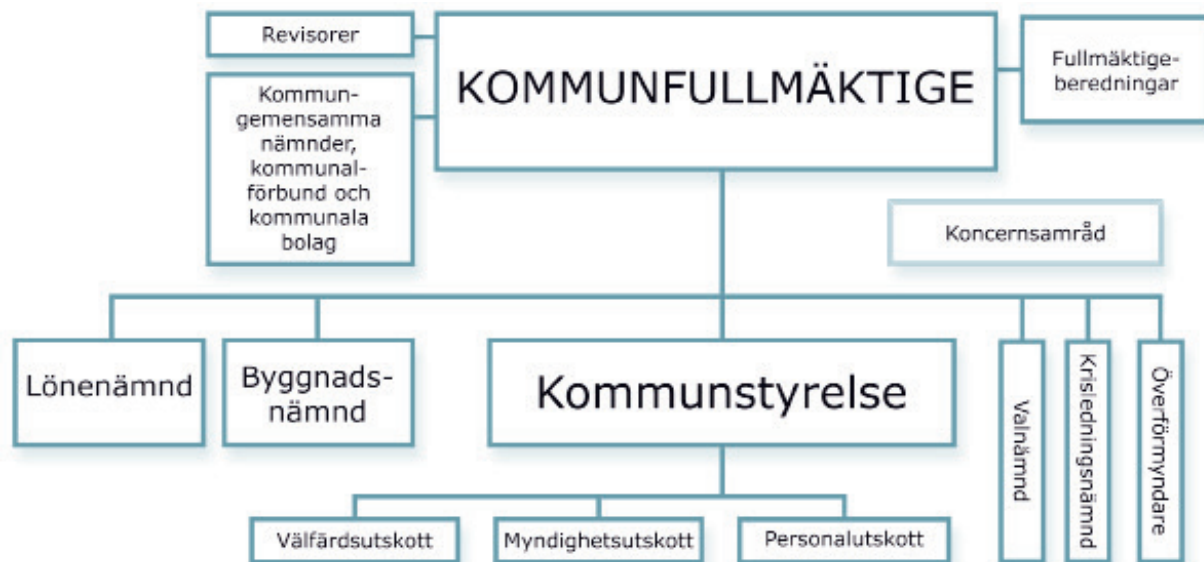 Revisorer
KOMMUNFULLMÄKTIGE
Fullmäktige-
beredningar
Kommun-
gemensamma
nämnder,
kommunal-
förbund och
kommunala
bolag
Koncernsamråd
Lönenämnd
Byggnads-
nämnd
Kommunstyrelse
Valnämnd
Krisledningsnämnd
Överförmyndare
Välfärdsutskott
Myndighetsutskott
Personalutskott